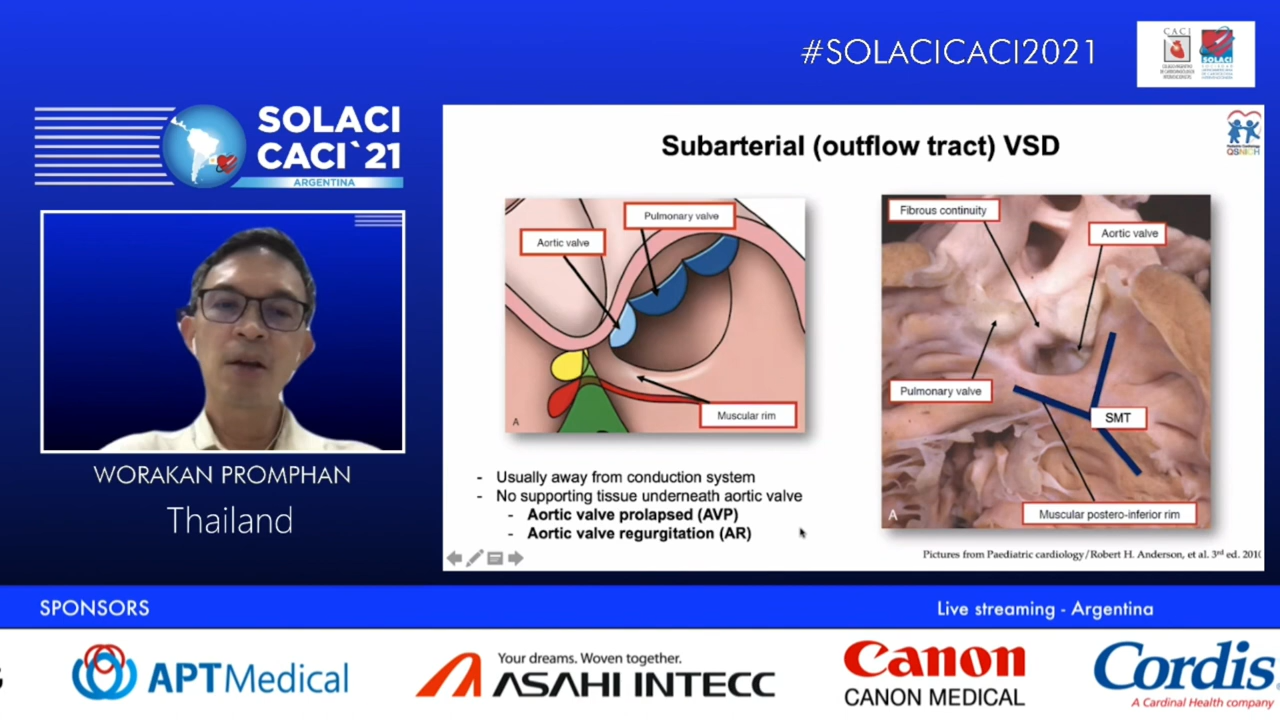 #SOLACICACI2021
CACI
SOLACI
SOLACI
CACI`21
ARGENTINA
WORAKAN PROMPHAN
Thailand
QSNICH
Subarterial (outflow tract) VSD
Pulmonary valve
Aortic valve
Muscular rim
A
Fibrous continuity
Aortic valve
Pulmonary valve
SMT
Muscular postero-inferior rim
A
- Usually away from conduction system
- No supporting tissue underneath aortic valve
- Aortic valve prolapsed (AVP)
- Aortic valve regurgitation (AR)
Pictures from Paediatric cardiology/Robert H. Anderson, et al. 3rd ed. 201
SPONSORS
Live streaming - Argentina
APTMedical
Your dreams. Woven together.
ASAHI INTECC
Canon
CANON MEDICAL
Cordis
A Cardinal Health company